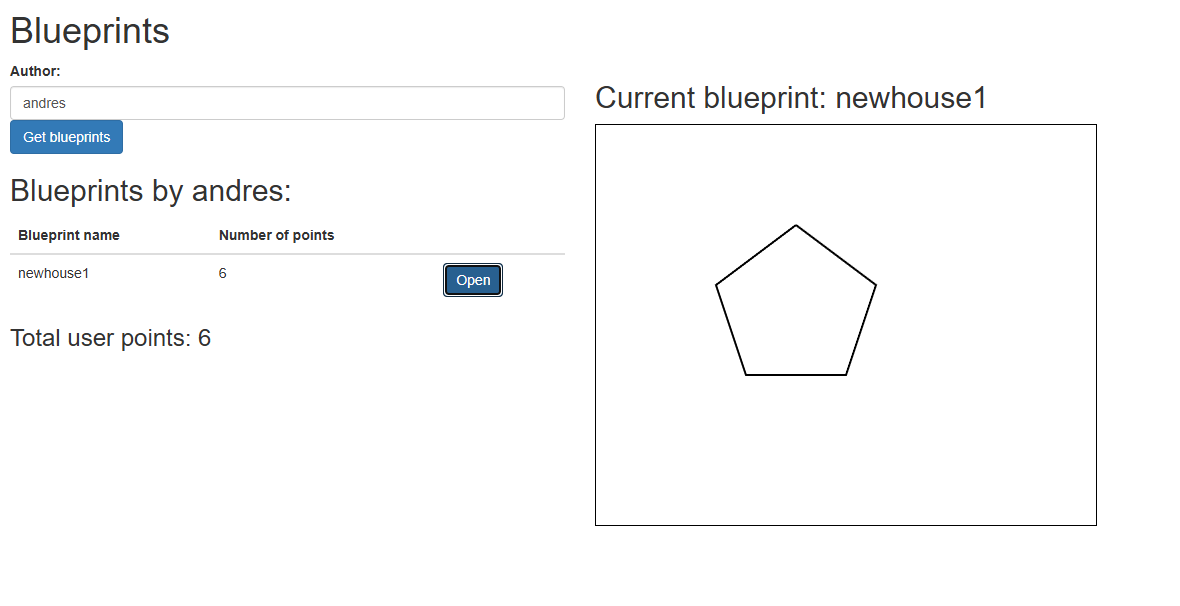 Blueprints
Author:
andres
Get blueprints
Blueprints by andres:
Blueprint name Number of points
newhouse1 6 Open
Total user points: 6
Current blueprint: newhouse1